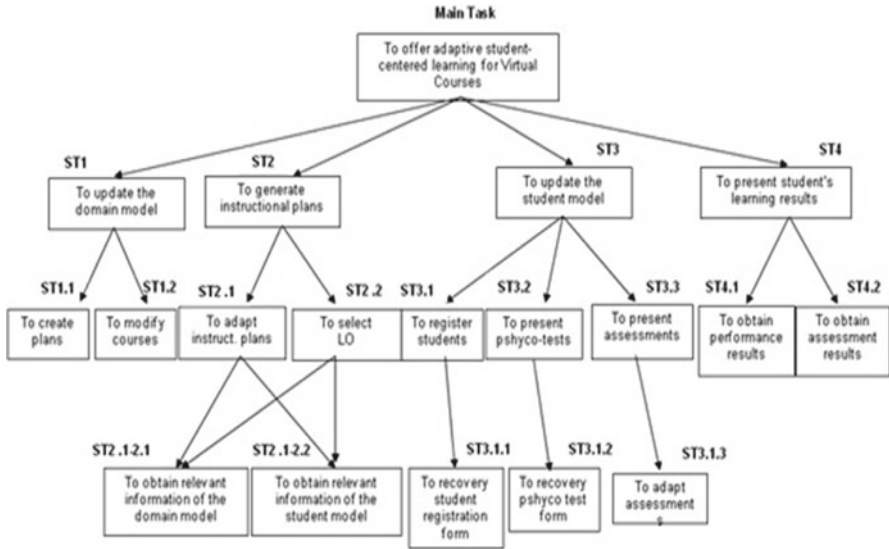 Main Task
To offer adaptive student-
centered learning for Virtual
Courses
ST1
ST2
ST3
ST4
To update the
domain model
To generate
instructional plans
To update the
student model
To present student's
learning results
ST1.1
ST1.2
ST2 .1
ST2 .2
ST3.1
ST3.2
ST3.3
ST4.1
ST4.2
To create
plans
To modify
courses
To adapt
instruct. plans
To select
LO
To register
students
To present
pshyco-tests
To present
assessments
To obtain
performance
results
To obtain
assessment
results
ST2 .1-2.1
ST2 .1-2.2
ST3.1.1
ST3.1.2
ST3.1.3
To obtain relevant
information of the
domain model
To obtain relevant
information of the
student model
To recovery
student
registration
form
To recovery
pshyco test
form
To adapt
assessment
s